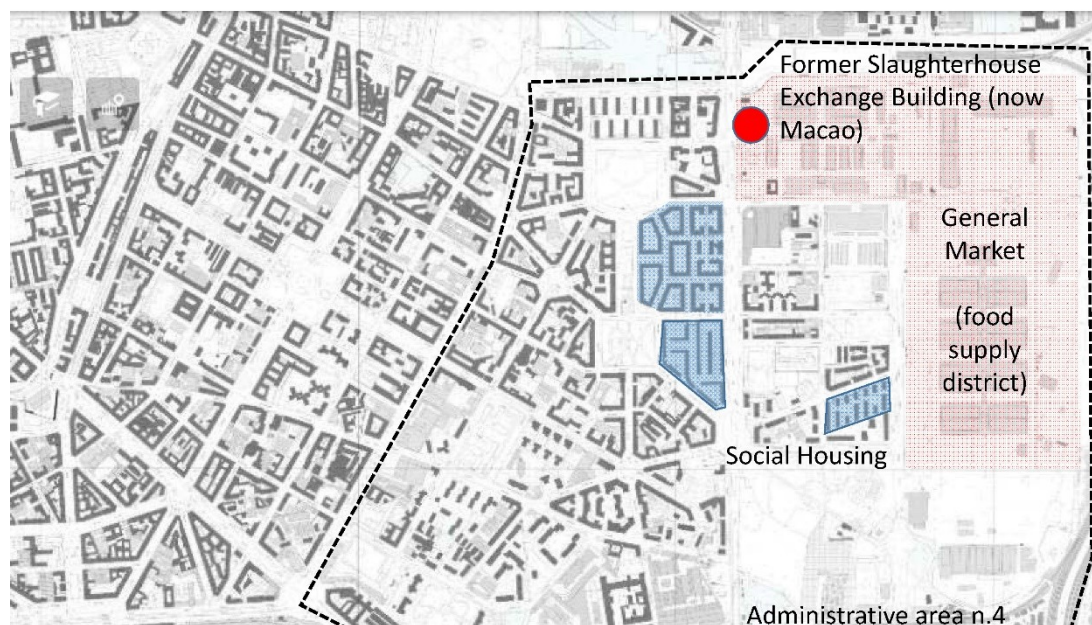 Former Slaughterhouse
Exchange Building (now
Macao)
General
Market
(food
supply
district)
Social Housing
Administrative area n.4